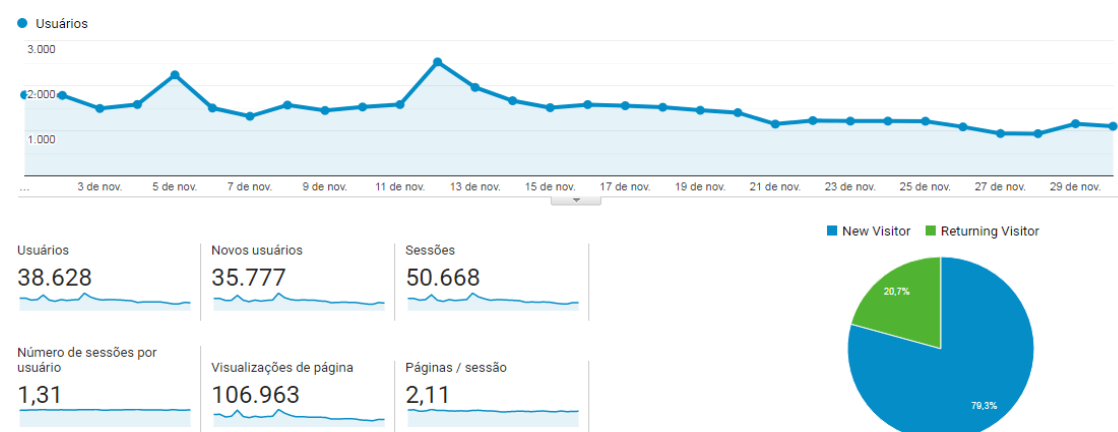 Usuários
3.000
2.000
1.000
... 3 de nov. 5 de nov. 7 de nov. 9 de nov. 11 de nov. 13 de nov. 15 de nov. 17 de nov. 19 de nov. 21 de nov. 23 de nov. 25 de nov. 27 de nov. 29 de nov.
New Visitor Returning Visitor
Usuários
38.628
Novos usuários
35.777
Sessões
50.668
Número de sessões por
usuário
1,31
Visualizações de página
106.963
Páginas / sessão
2,11
20,7%
79,3%